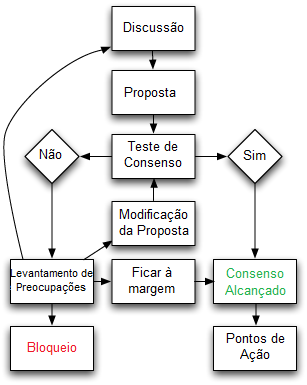 Discussão
Proposta
Não
Teste de
Consenso
Sim
Modificação
da Proposta
Levantamento de
Preocupações
Ficar à
margem
Consenso
Alcançado
Bloqueio
Pontos de
Ação